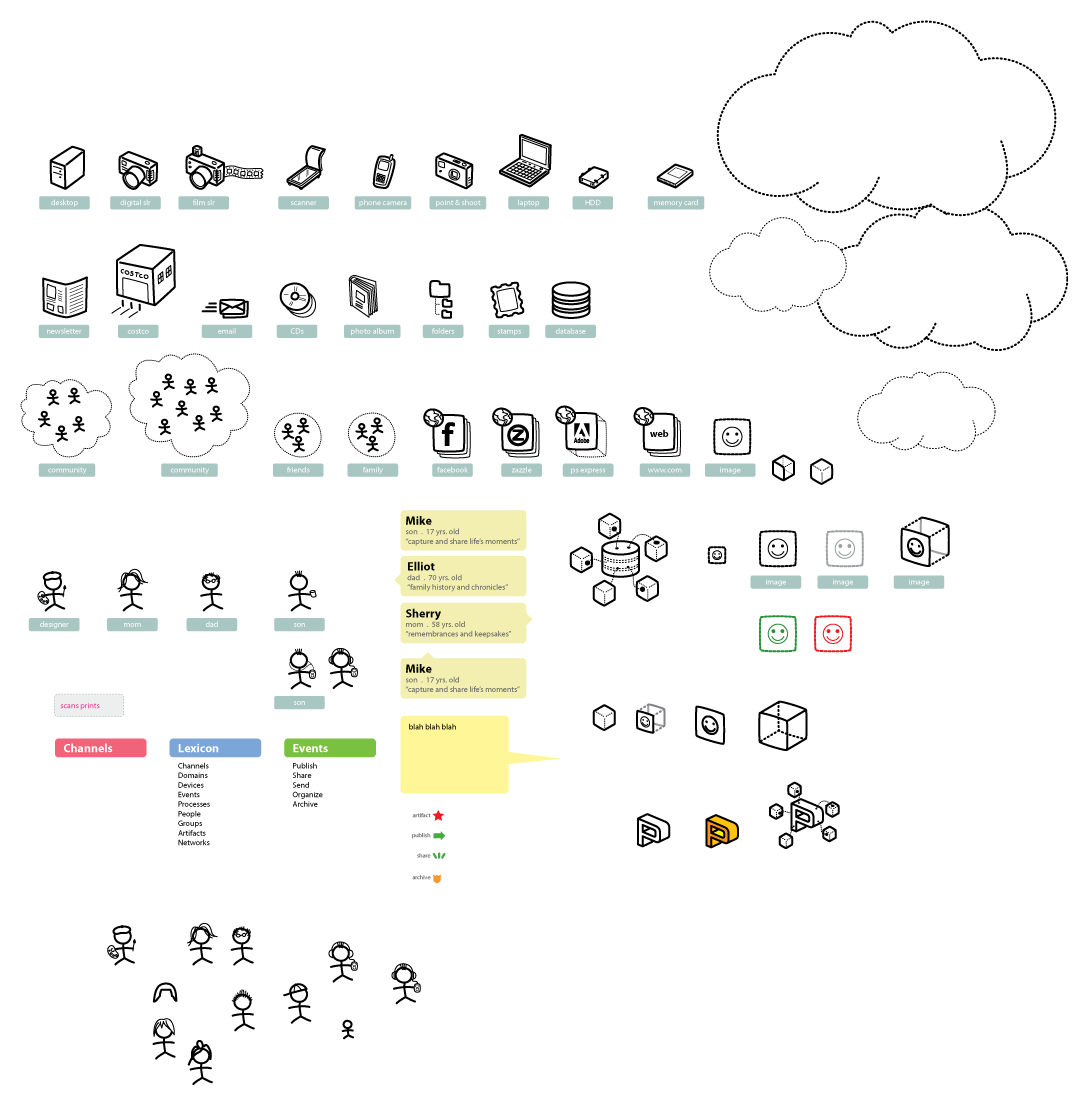 desktop
digital slr
film slr
scanner
phone camera
point & shoot
laptop
HDD
memory card
COSTCO
newsletter
costco
email
CDs
photo album
folders
stamps
database
f
Z
Adobe
web
community
community
friends
family
facebook
zazzle
ps express
www.com
image
Mike
son . 17 yrs. old
"capture and share life's moments"
Elliot
dad . 70 yrs. old
"family history and chronicles"
Sherry
mom . 58 yrs. old
"remembrances and keepsakes"
image
image
image
designer
mom
dad
son
Mike
son . 17 yrs. old
"capture and share life's moments"
son
scans prints
blah blah blah
Channels
Lexicon
Channels
Domains
Devices
Events
Processes
People
Groups
Artifacts
Networks
Events
Publish
Share
Send
Organize
Archive
artifact
publish
share
archive
P
P
P